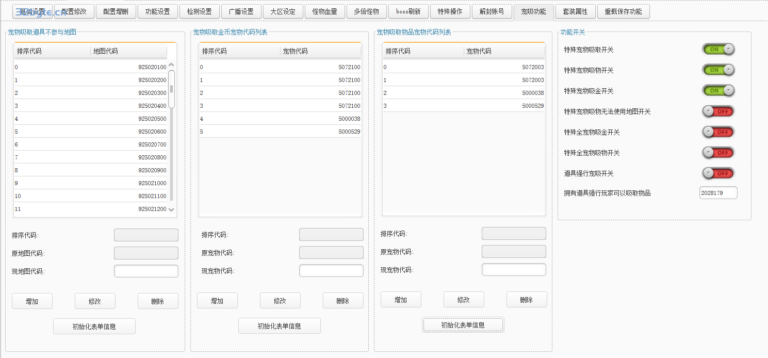 基础设置 配置修改 配置增删 功能设置 检测设置 广播设置 大区设定 怪物血量 多倍怪物 boss刷新 特殊操作 解封账号 宠吸功能 套装属性 重载保存功能
宠物吸取道具不参与地图
排序代码 地图代码
0 925020100
1 925020200
2 925020300
3 925020400
4 925020500
5 925020600
6 925020700
7 925020800
8 925020900
9 925021000
10 925021100
11 925021200
排序代码:
原地图代码:
现地图代码:
增加 修改 删除
初始化表单信息
宠物吸取金币宠物代码列表
排序代码 宠物代码
0 5072100
1 5072100
2 5072100
3 5072100
4 5000038
5 5000529
排序代码:
原宠物代码:
现宠物代码:
增加 修改 删除
初始化表单信息
宠物吸取物品宠物代码列表
排序代码 宠物代码
0 5072003
1 5072003
2 5000038
3 5000529
排序代码:
原宠物代码:
现宠物代码:
增加 修改 删除
初始化表单信息
功能开关
特殊宠物吸取开关 ON
特殊宠物吸物开关 ON
特殊宠物吸金开关 ON
特殊宠物吸物无法使用地图开关 OFF
特殊全宠物吸金开关 OFF
特殊全宠物吸物开关 OFF
道具强行宠吸开关 OFF
拥有道具强行玩家可以吸取物品 2028179